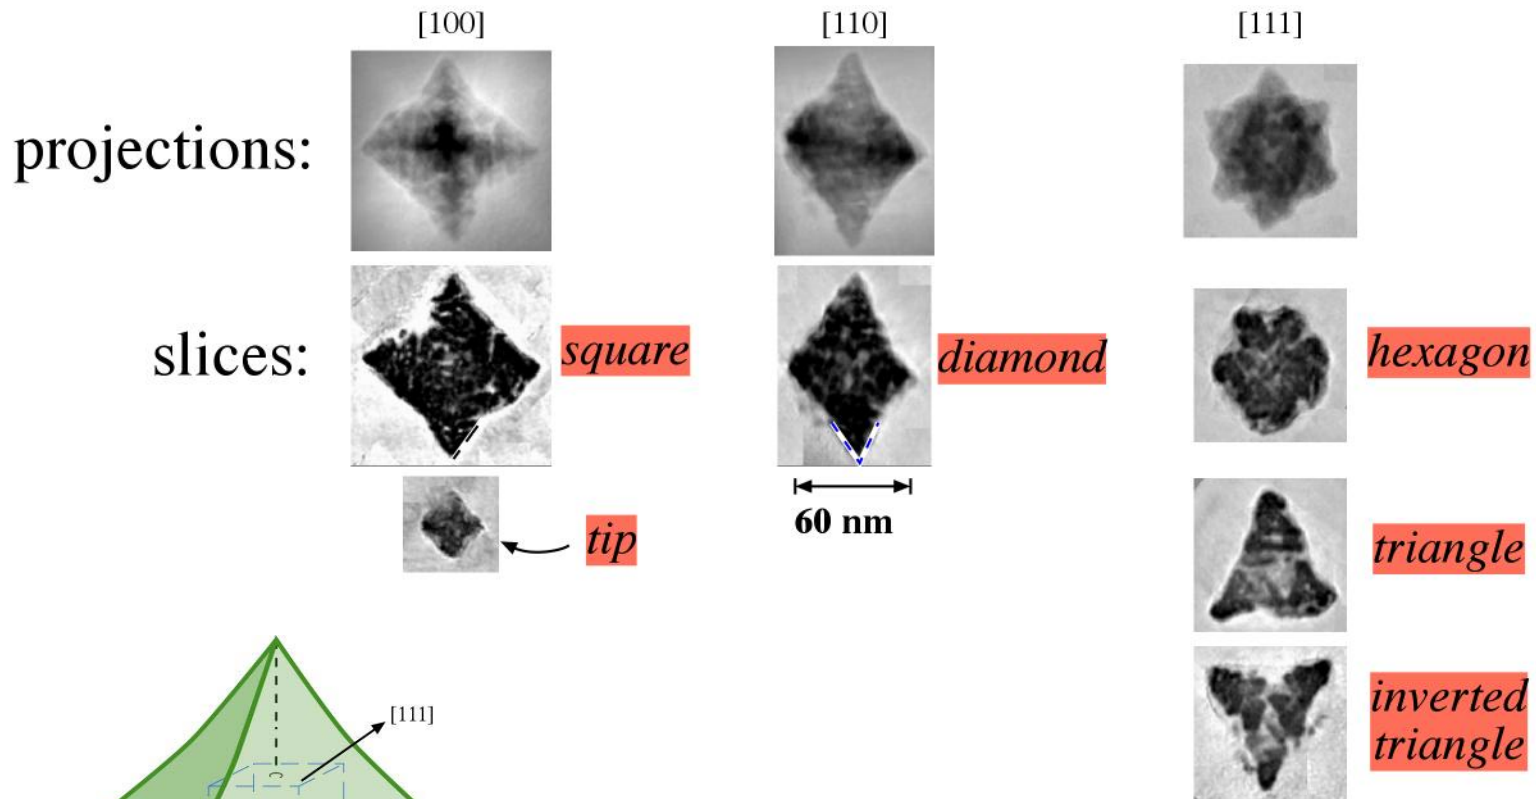 [100] [110] [111]
projections:
slices:
square
diamond
hexagon
60 nm
tip
triangle
[111]
inverted
triangle